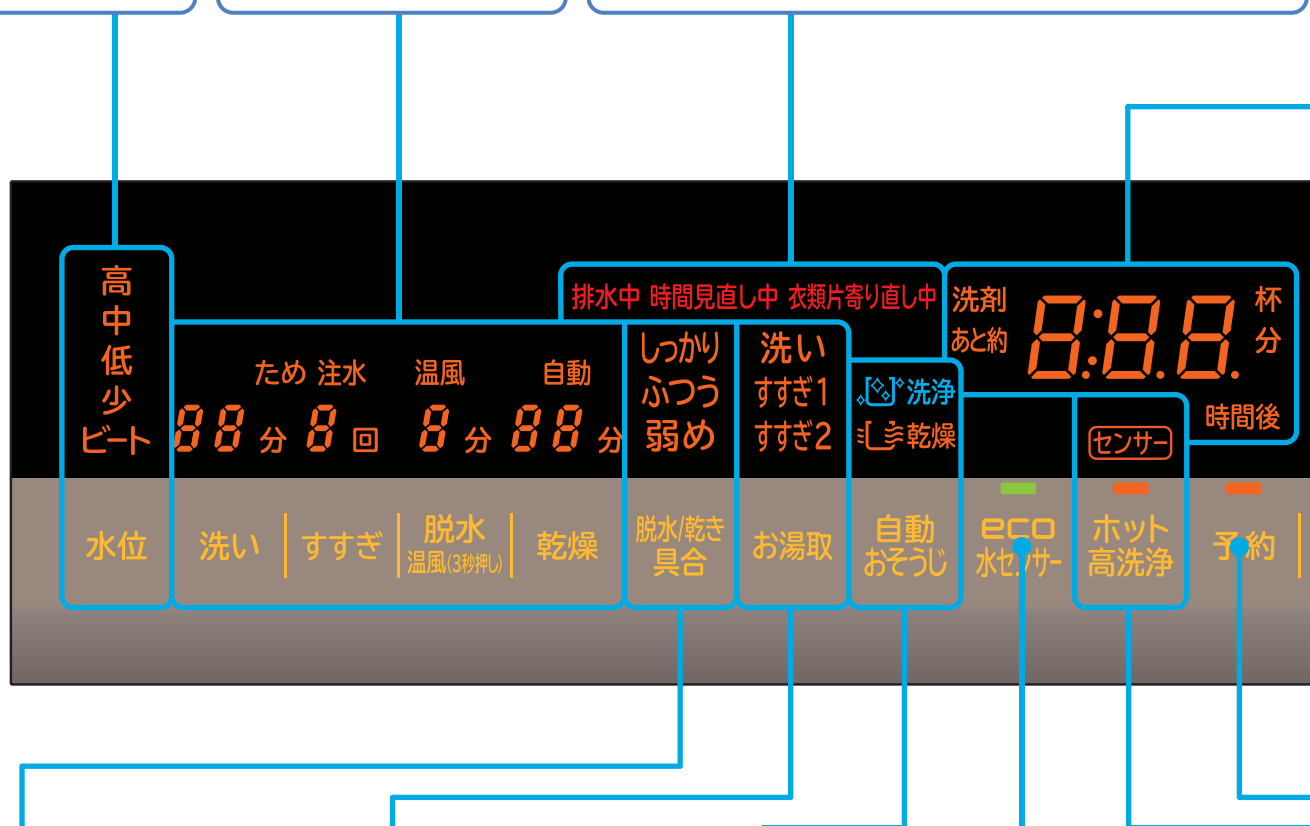 高
中
低
少
ビート
水位
ため 注水 温風 自動
88 分 8 回 8 分 88 分
洗い すすぎ 脱水 乾燥
温風(3秒押し)
排水中 時間見直し中 衣類片寄り直し中
しっかり
ふつう
弱め
脱水/乾き
具合
洗い
すすぎ1
すすぎ2
お湯取
洗浄
乾燥
自動
おそうじ
洗剤 杯
あと約 8:8.8. 分
時間後
eco
水センサー
センサー
ホット
高洗浄
予約